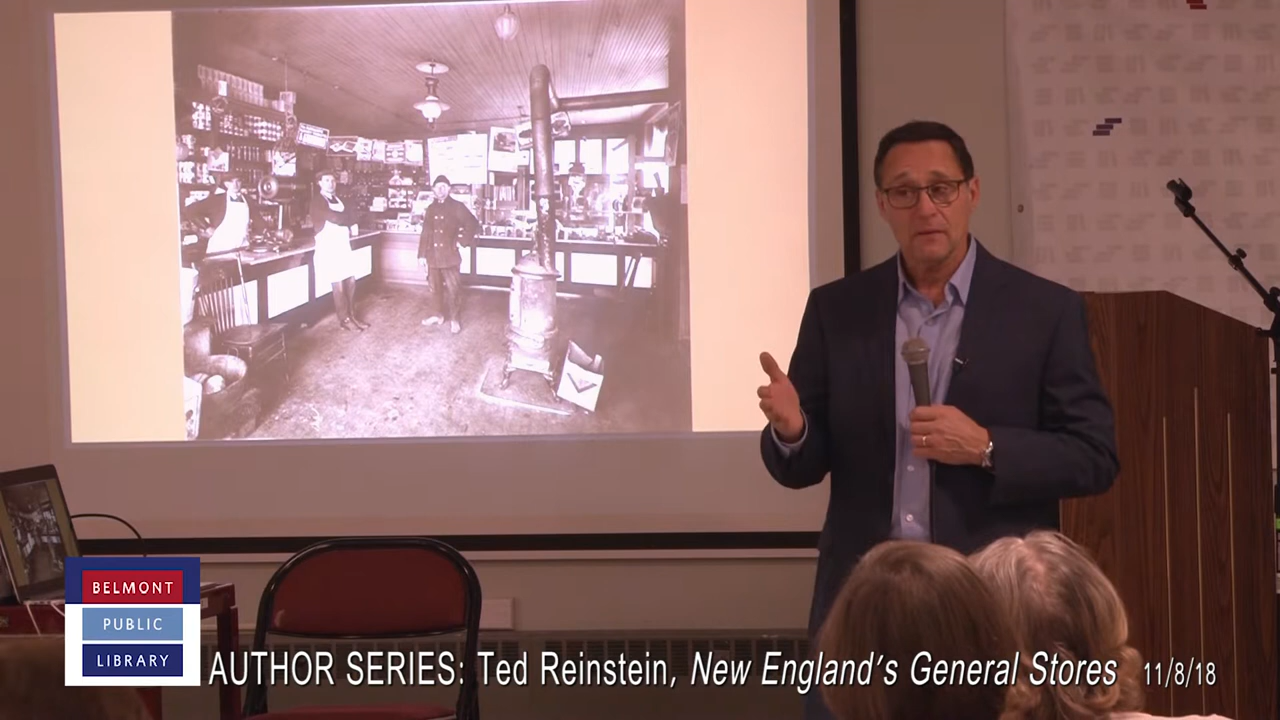 BELMONT
PUBLIC
LIBRARY
AUTHOR SERIES: Ted Reinstein, New England's General Stores 11/8/18